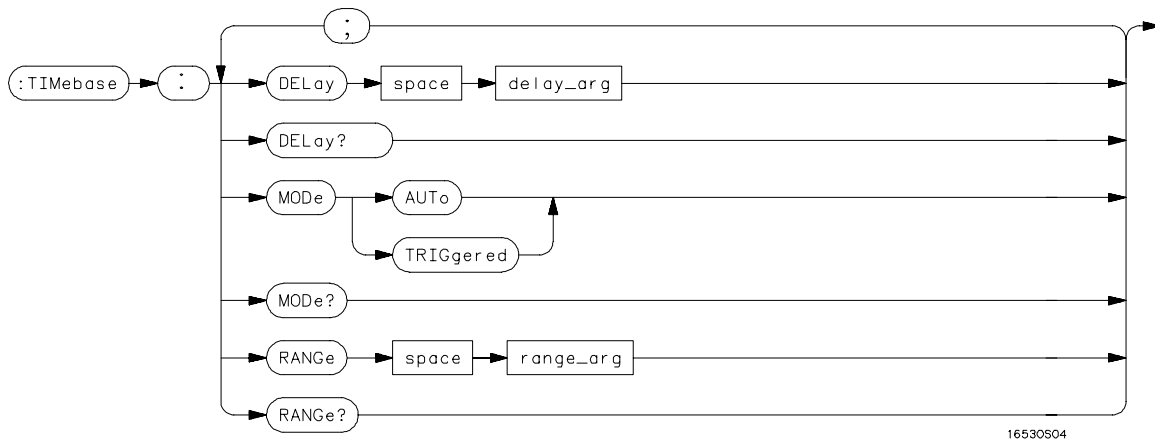 ;
:TIMebase : DELay space delay_arg
DELay?
MODe AUTo
TRIGgered
MODe?
RANGe space range_arg
RANGe?
16530S04